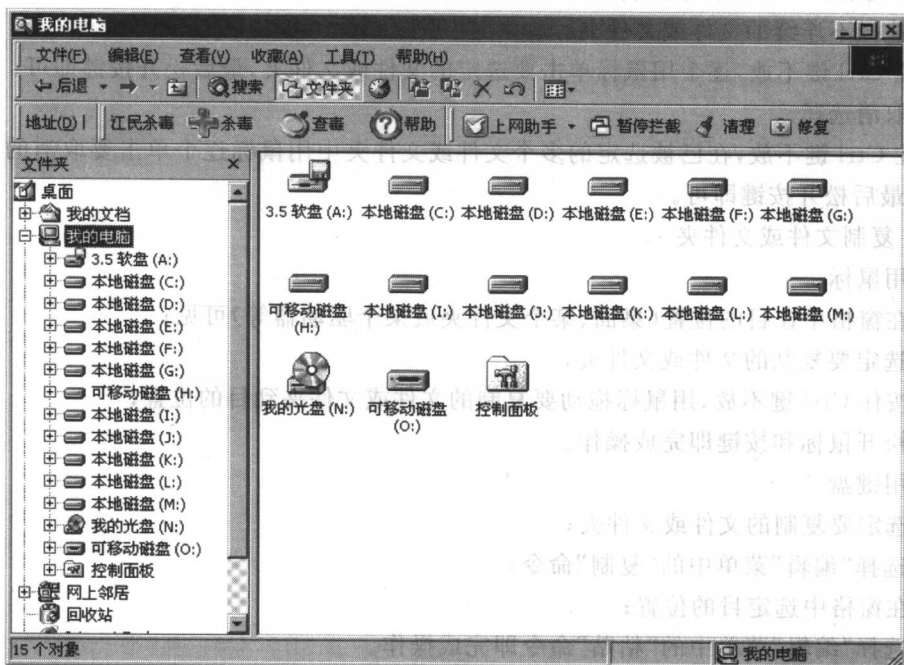 我的电脑
文件(F) 编辑(E) 查看(V) 收藏(A) 工具(T) 帮助(H)
后退 搜索 文件夹
地址(D) 江民杀毒 杀毒 查毒 帮助 上网助手 暂停拦截 清理 修复
文件夹 ×
桌面
我的文档
我的电脑
3.5 软盘 (A:)
本地磁盘 (C:)
本地磁盘 (D:)
本地磁盘 (E:)
本地磁盘 (F:)
本地磁盘 (G:)
可移动磁盘 (H:)
本地磁盘 (I:)
本地磁盘 (J:)
本地磁盘 (K:)
本地磁盘 (L:)
本地磁盘 (M:)
我的光盘 (N:)
可移动磁盘 (O:)
控制面板
网上邻居
回收站
3.5 软盘 (A:) 本地磁盘 (C:) 本地磁盘 (D:) 本地磁盘 (E:) 本地磁盘 (F:) 本地磁盘 (G:)
可移动磁盘 (H:) 本地磁盘 (I:) 本地磁盘 (J:) 本地磁盘 (K:) 本地磁盘 (L:) 本地磁盘 (M:)
我的光盘 (N:) 可移动磁盘 (O:) 控制面板
15 个对象 我的电脑